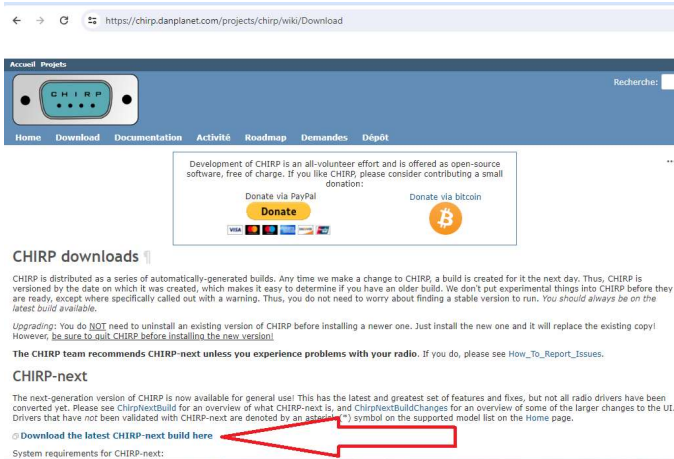 https://chirp.danplanet.com/projects/chirp/wiki/Download
Accueil Projets
CHIRP
Recherche:
Home Download Documentation Activité Roadmap Demandes Dépôt
Development of CHIRP is an all-volunteer effort and is offered as open-source
software, free of charge. If you like CHIRP, please consider contributing a small
donation:
Donate via PayPal
Donate via bitcoin
Donate
VISA
CHIRP downloads ¶
CHIRP is distributed as a series of automatically-generated builds. Any time we make a change to CHIRP, a build is created for it the next day. Thus, CHIRP is
versioned by the date on which it was created, which makes it easy to determine if you have an older build. We don't put experimental things into CHIRP before they
are ready, except where specifically called out with a warning. Thus, you do not need to worry about finding a stable version to run. You should always be on the
latest build available.
Upgrading: You do NOT need to uninstall an existing version of CHIRP before installing a newer one. Just install the new one and it will replace the existing copy!
However, be sure to quit CHIRP before installing the new version!
The CHIRP team recommends CHIRP-next unless you experience problems with your radio. If you do, please see How_To_Report_Issues.
CHIRP-next
The next-generation version of CHIRP is now available for general use! This has the latest and greatest set of features and fixes, but not all radio drivers have been
converted yet. Please see ChirpNextBuild for an overview of what CHIRP-next is, and ChirpNextBuildChanges for an overview of some of the larger changes to the UI.
Drivers that have not been validated with CHIRP-next are denoted by an asterisk (*) symbol on the supported model list on the Home page.
Download the latest CHIRP-next build here
System requirements for CHIRP-next: